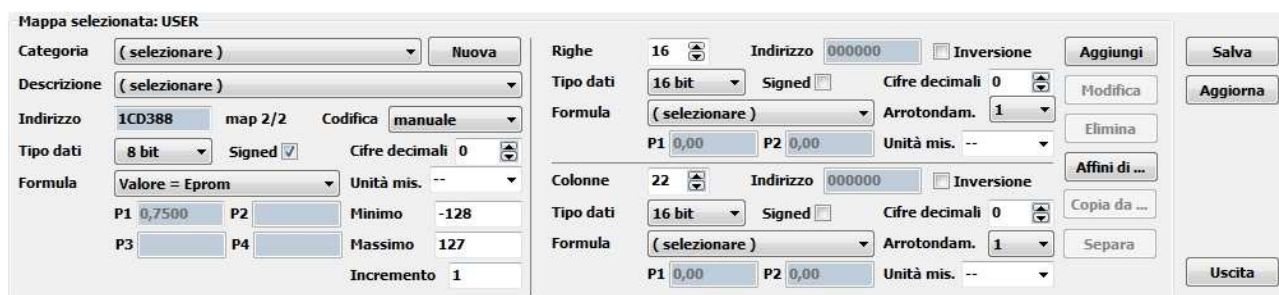 Mappa selezionata: USER
Categoria ( selezionare ) Nuova
Descrizione ( selezionare )
Indirizzo 1CD388 map 2/2 Codifica manuale
Tipo dati 8 bit Signed Cifre decimali 0
Formula Valore = Eprom Unità mis. --
P1 0,7500 P2 Minimo -128
P3 P4 Massimo 127
Incremento 1
Righe 16 Indirizzo 000000 Inversione
Tipo dati 16 bit Signed Cifre decimali 0
Formula ( selezionare ) Arrotondam. 1
P1 0,00 P2 0,00 Unità mis. --
Colonne 22 Indirizzo 000000 Inversione
Tipo dati 16 bit Signed Cifre decimali 0
Formula ( selezionare ) Arrotondam. 1
P1 0,00 P2 0,00 Unità mis. --
Aggiungi
Modifica
Elimina
Affini di ...
Copia da ...
Separa
Salva
Aggiorna
Uscita